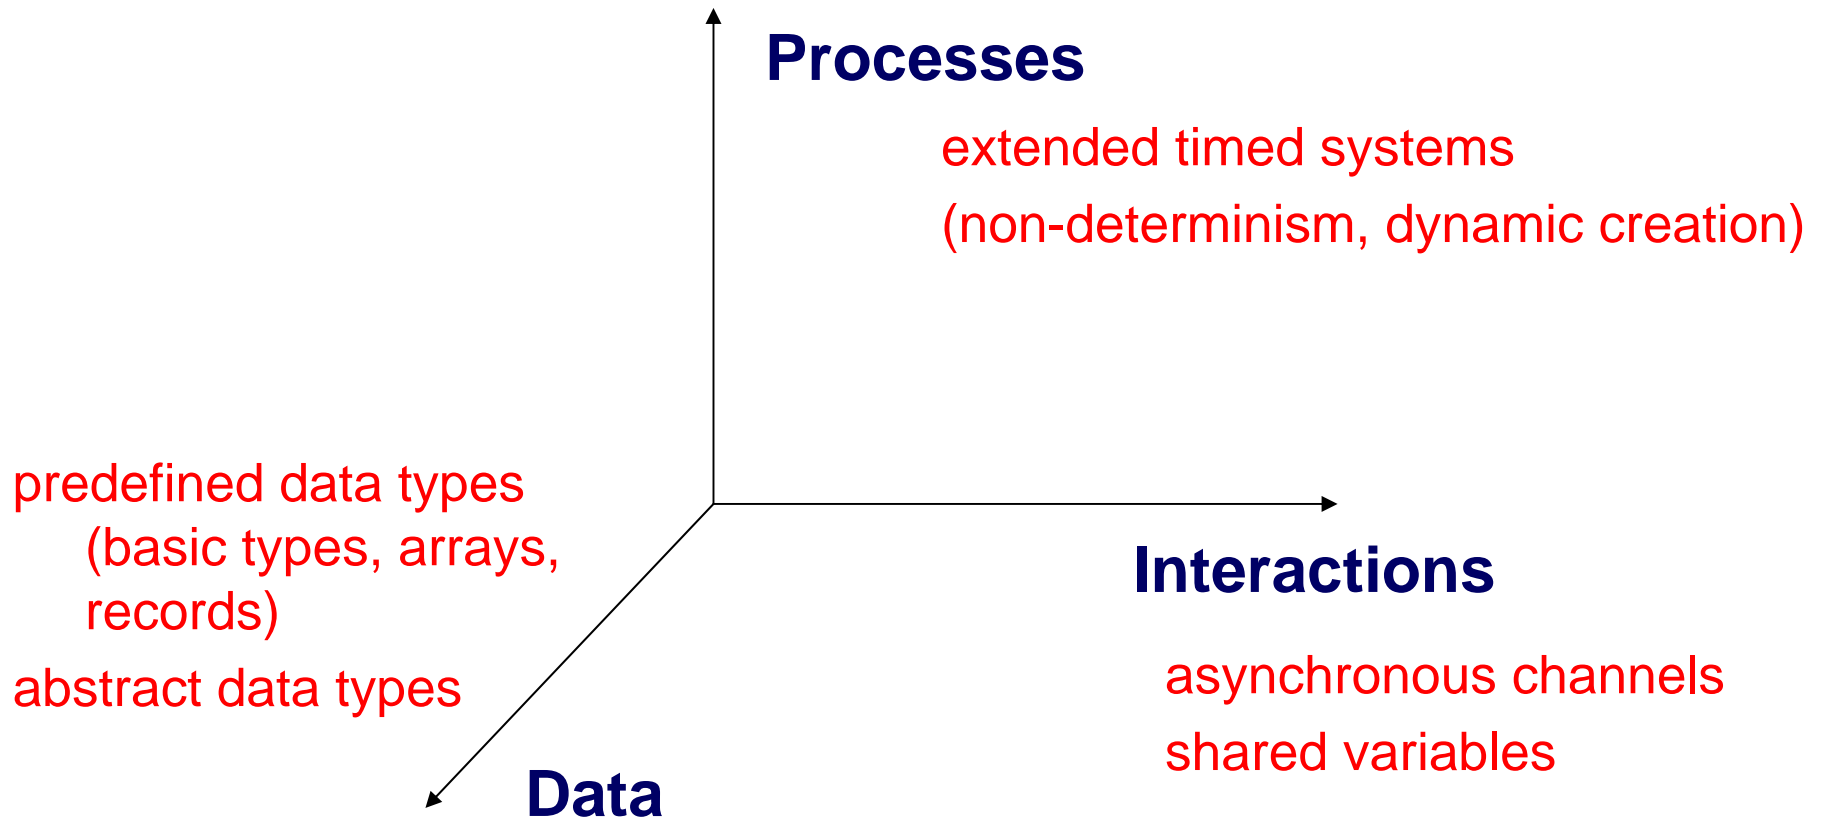 Processes
extended timed systems
(non-determinism, dynamic creation)
predefined data types
(basic types, arrays,
records)
abstract data types
Interactions
asynchronous channels
shared variables
Data